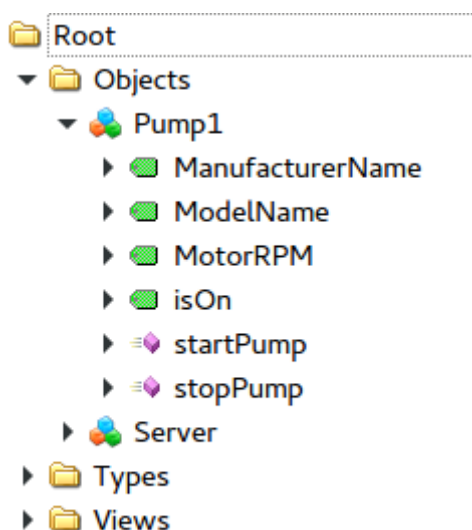 Root
Objects
Pump1
ManufacturerName
ModelName
MotorRPM
isOn
startPump
stopPump
Server
Types
Views